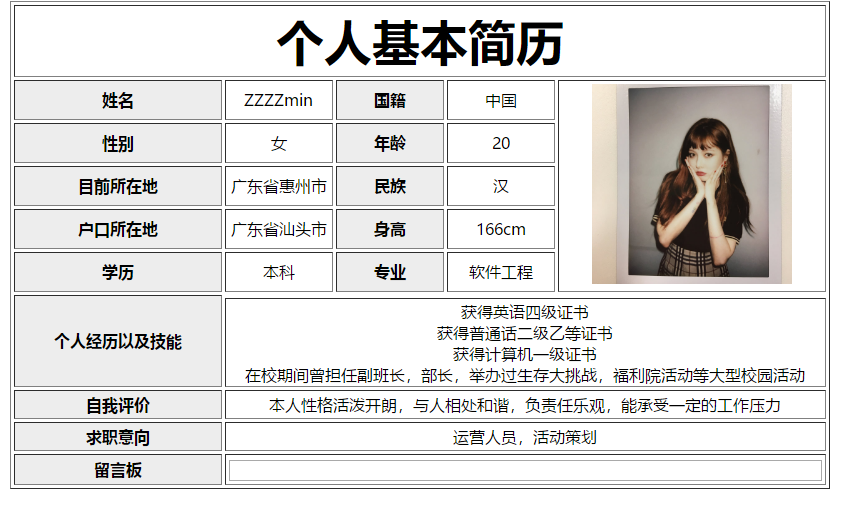 个人基本简历
姓名 ZZZZmin 国籍 中国
性别 女 年龄 20
目前所在地 广东省惠州市 民族 汉
户口所在地 广东省汕头市 身高 166cm
学历 本科 专业 软件工程
个人经历以及技能
获得英语四级证书
获得普通话二级乙等证书
获得计算机一级证书
在校期间曾担任副班长，部长，举办过生存大挑战，福利院活动等大型校园活动
自我评价 本人性格活泼开朗，与人相处和谐，负责任乐观，能承受一定的工作压力
求职意向 运营人员，活动策划
留言板